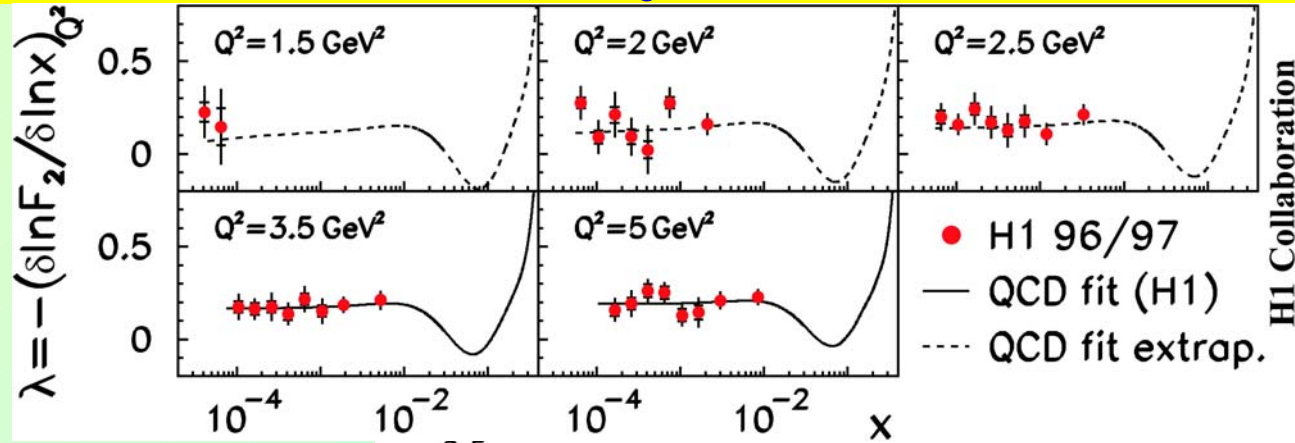 λ=-(δlnF₂/δlnx)Q²
Q²=1.5 GeV²
Q²=2 GeV²
Q²=2.5 GeV²
0.5
0
Q²=3.5 GeV²
Q²=5 GeV²
0.5
0
H1 96/97
QCD fit (H1)
QCD fit extrap.
10⁻⁴
10⁻²
10⁻⁴
10⁻²
x
H1 Collaboration